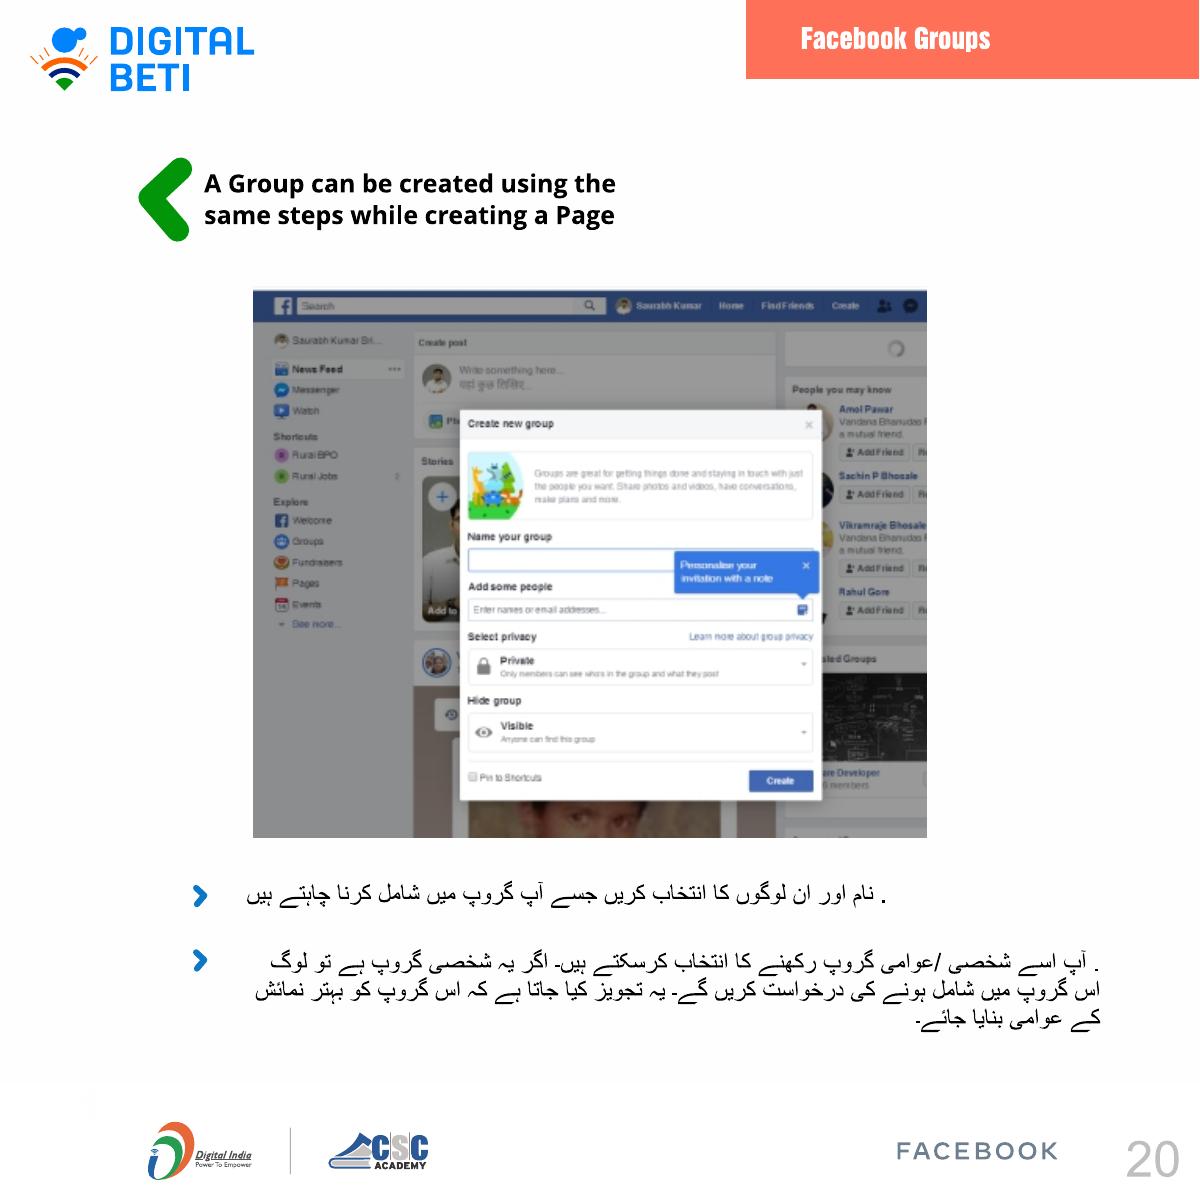 DIGITAL
BETI
Facebook Groups
A Group can be created using the
same steps while creating a Page
Search
Saurabh Kumar Home Find Friends Create
Saurabh Kumar Sri...
News Feed
Messenger
Watch
Shortcuts
Rural BPO
Rural Jobs 2
Explore
Welcome
Groups
Fundraisers
Pages
Events
See more...
Create post
Write something here...
यहां कुछ लिखिए...
Stories
Add to
Create new group
Groups are great for getting things done and staying in touch with just
the people you want. Share photos and videos, have conversations,
make plans and more.
Name your group
Personalise your
invitation with a note
Add some people
Enter names or email addresses...
Select privacy Learn more about group privacy
Private
Only members can see who's in the group and what they post
Hide group
Visible
Anyone can find this group
Pin to Shortcuts
Create
People you may know
Amol Pawar
Vandana Bhanudas
a mutual friend.
Add Friend
Sachin P Bhosale
Add Friend
Vikramraje Bhosale
Vandana Bhanudas
a mutual friend.
Add Friend
Rahul Gore
Add Friend
ted Groups
are Developer
members
. نام اور ان لوگوں کا انتخاب کریں جسے آپ گروپ میں شامل کرنا چاہتے ہیں
. آپ اسے شخصی /عوامی گروپ رکھنے کا انتخاب کرسکتے ہیں۔ اگر یہ شخصی گروپ ہے تو لوگ
اس گروپ میں شامل ہونے کی درخواست کریں گے۔ یہ تجویز کیا جاتا ہے کہ اس گروپ کو بہتر نمائش
کے عوامی بنایا جائے۔
Digital India
Power To Empower
CSC
ACADEMY
FACEBOOK
20